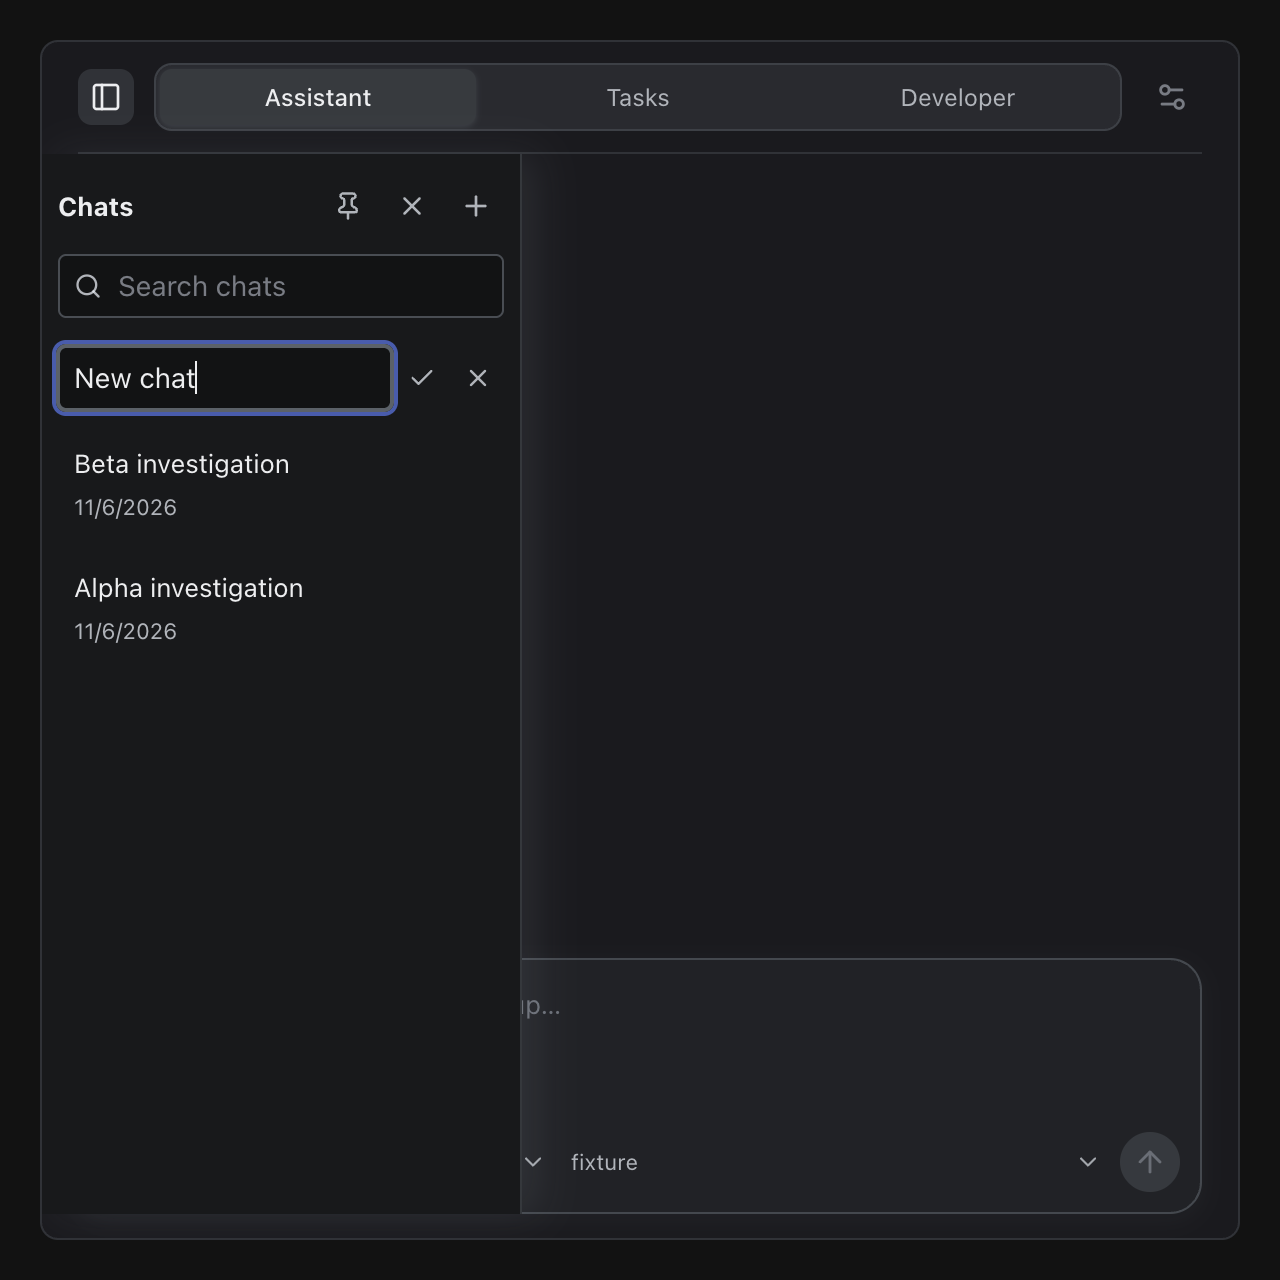 Assistant
Tasks
Developer
Chats
Search chats
New chat
Beta investigation
11/6/2026
Alpha investigation
11/6/2026
fixture